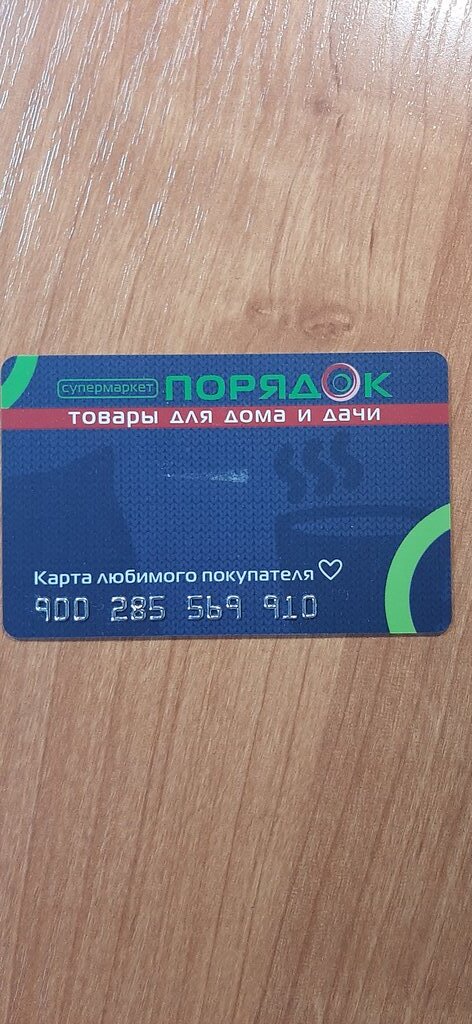 супермаркет ПОРЯДОК
товары для дома и дачи
Карта любимого покупателя
900 285 569 910